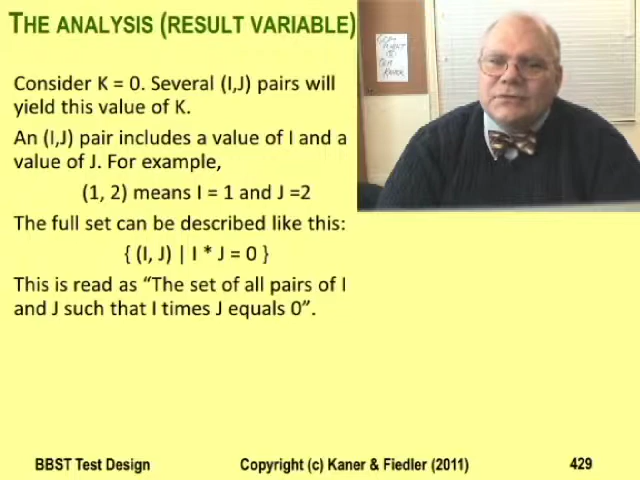 THE ANALYSIS (RESULT VARIABLE)
Consider K = 0. Several (I,J) pairs will
yield this value of K.
An (I,J) pair includes a value of I and a
value of J. For example,
(1, 2) means I = 1 and J =2
The full set can be described like this:
{ (I, J) | I * J = 0 }
This is read as “The set of all pairs of I
and J such that I times J equals 0”.
KANER
BBST Test Design
Copyright (c) Kaner & Fiedler (2011)
429